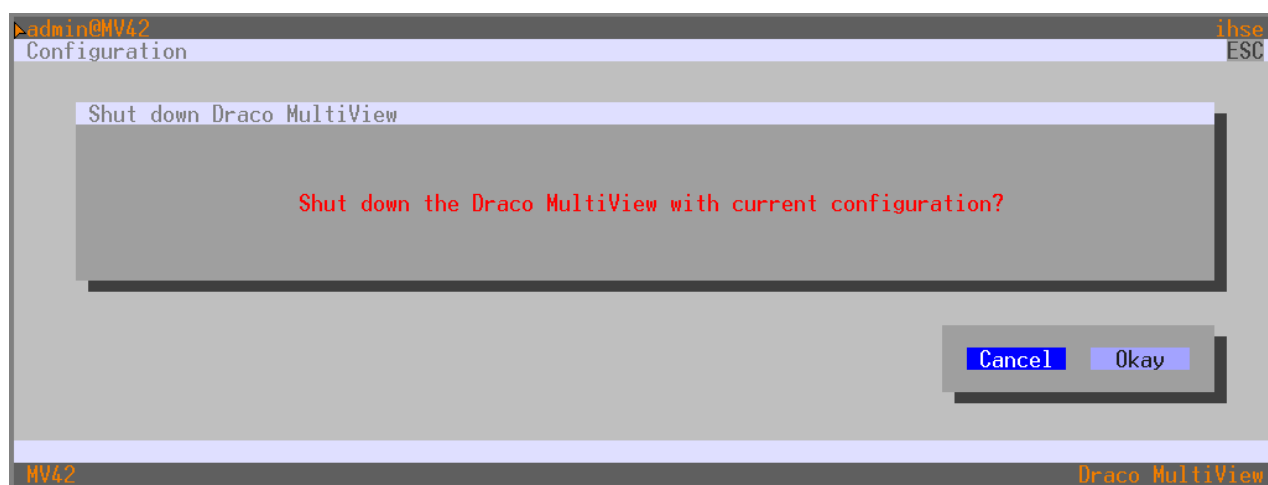 admin@MV42 ihse
Configuration ESC
Shut down Draco MultiView
Shut down the Draco MultiView with current configuration?
Cancel Okay
MV42 Draco MultiView